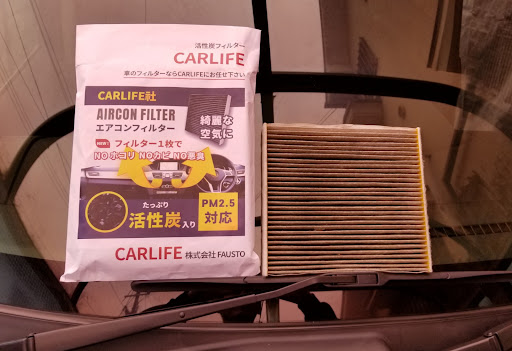 活性炭フィルター
CARLIFE
車のフィルターならCARLIFEにお任せ下さい
CARLIFE社
AIRCON FILTER
エアコンフィルター
綺麗な
空気に
NEW! フィルター1枚で
NO ホコリ NOカビ NO悪臭
たっぷり
活性炭入り
PM2.5
対応
CARLIFE 株式会社 FAUSTO